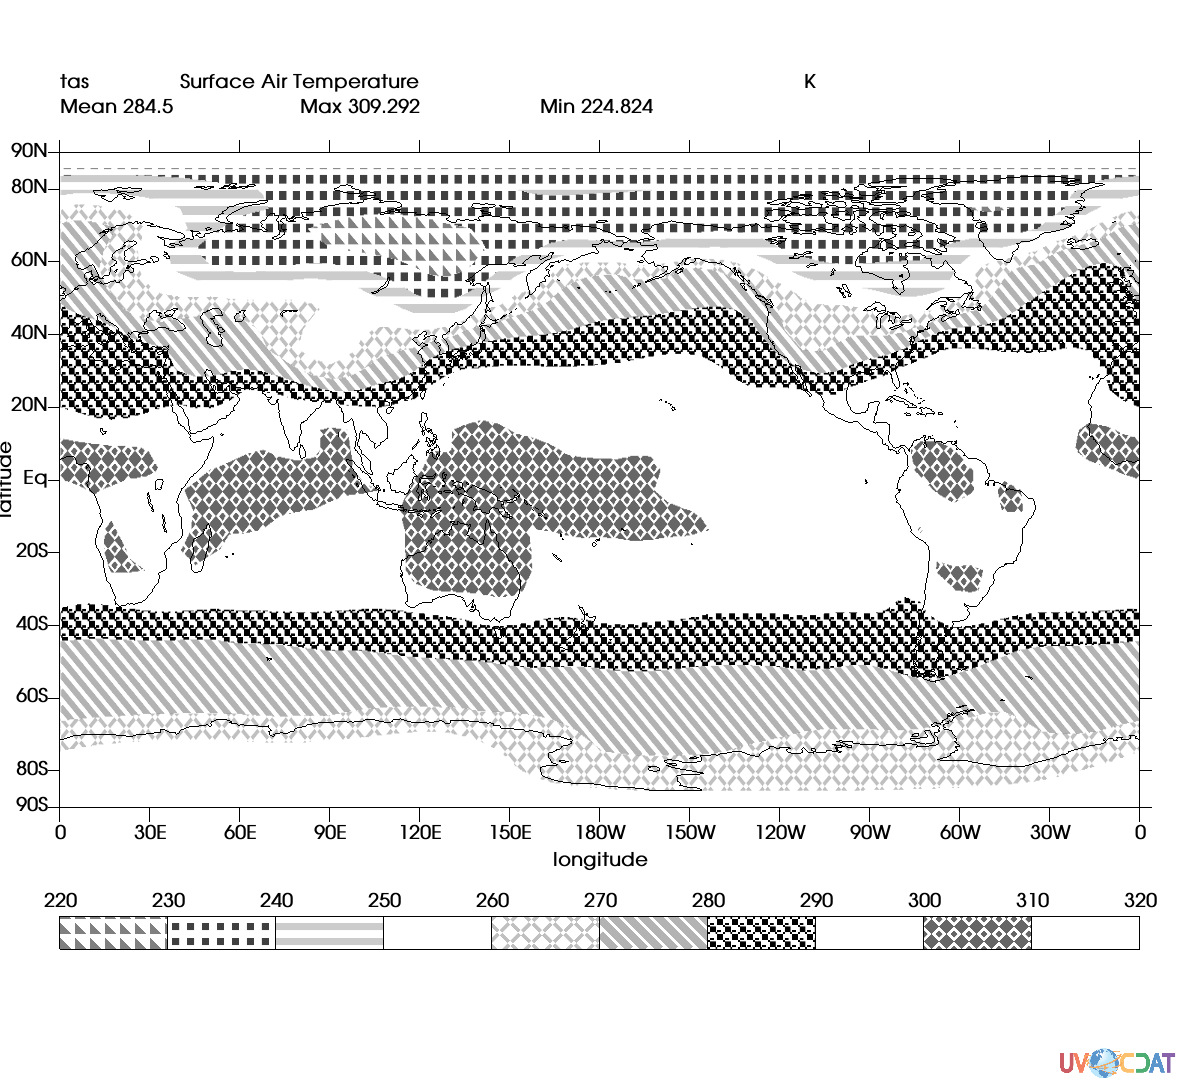 tas Surface Air Temperature K
Mean 284.5 Max 309.292 Min 224.824
90N
80N
60N
40N
20N
Eq
20S
40S
60S
80S
90S
latitude
0 30E 60E 90E 120E 150E 180W 150W 120W 90W 60W 30W 0
longitude
220 230 240 250 260 270 280 290 300 310 320
UV CDAT